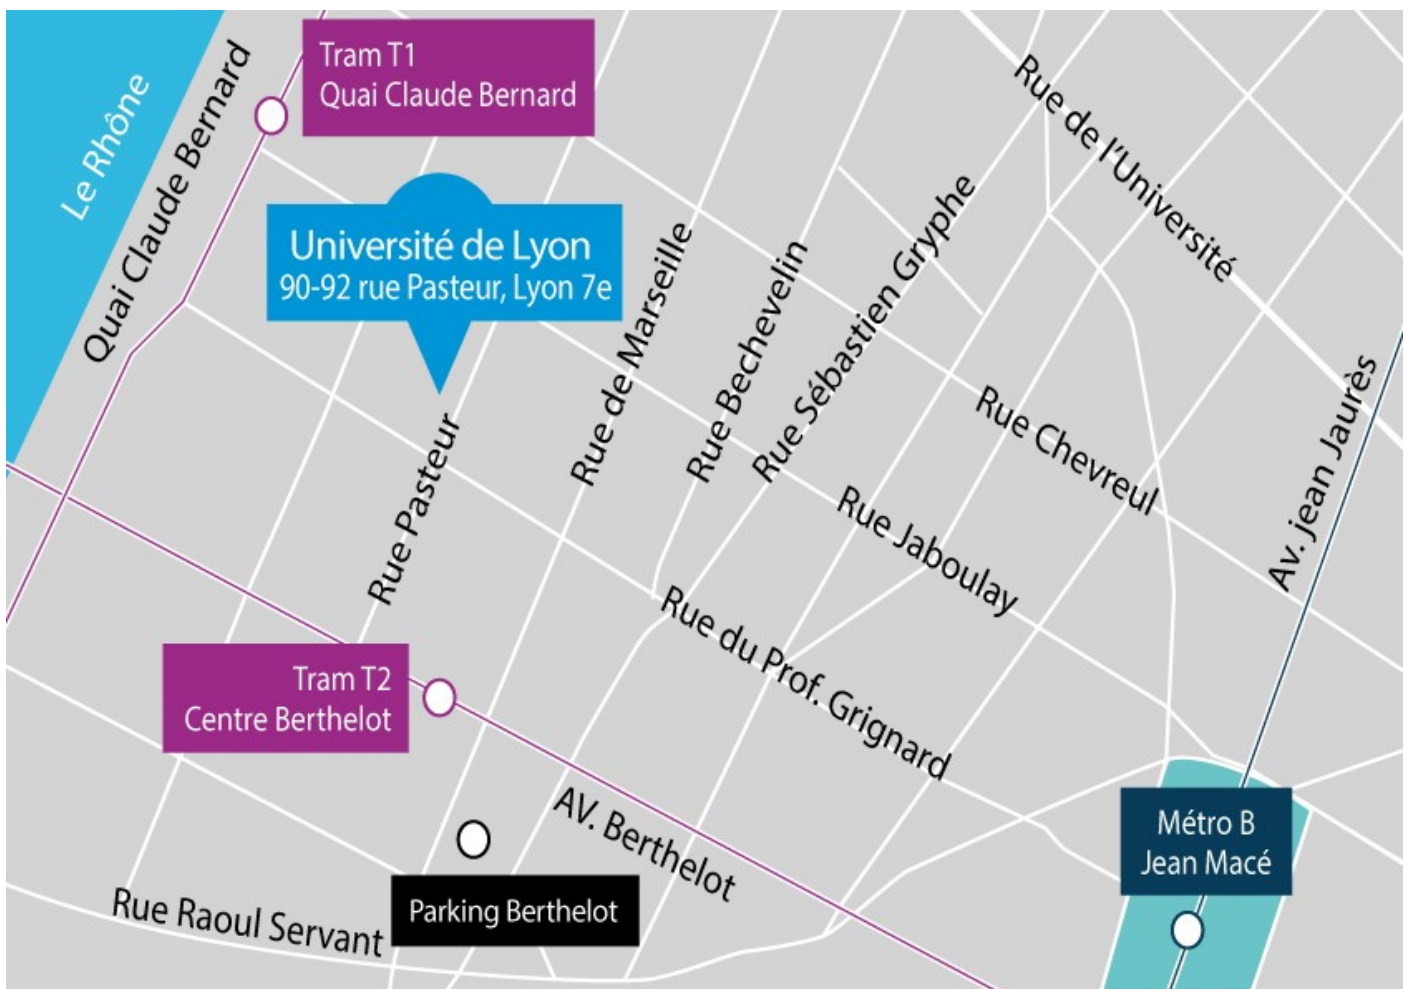 Tram T1
Quai Claude Bernard
Le Rhône
Quai Claude Bernard
Rue de l'Université
Université de Lyon
90-92 rue Pasteur, Lyon 7e
Rue de Marseille
Rue Bechevelin
Rue Sébastien Gryphe
Rue Chevreul
Av. jean Jaurès
Rue Pasteur
Rue Jaboulay
Rue du Prof. Grignard
Tram T2
Centre Berthelot
AV. Berthelot
Métro B
Jean Macé
Parking Berthelot
Rue Raoul Servant